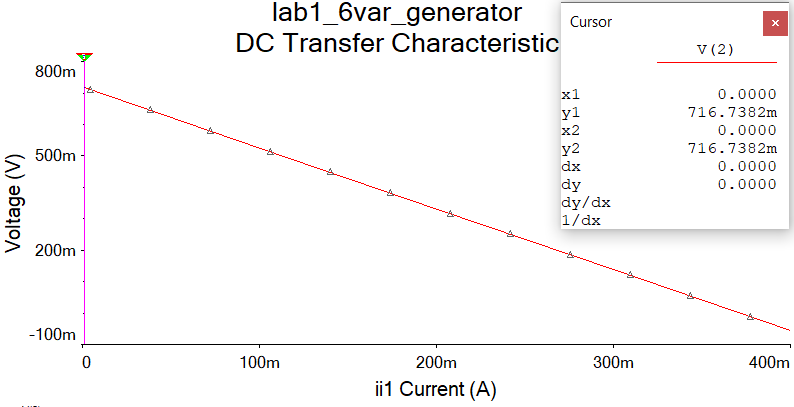 lab1_6var_generator
DC Transfer Characteristic
Cursor
V(2)
x1 0.0000
y1 716.7382m
x2 0.0000
y2 716.7382m
dx 0.0000
dy 0.0000
dy/dx
1/dx
Voltage (V)
800m
500m
200m
-100m
0 100m 200m 300m 400m
ii1 Current (A)